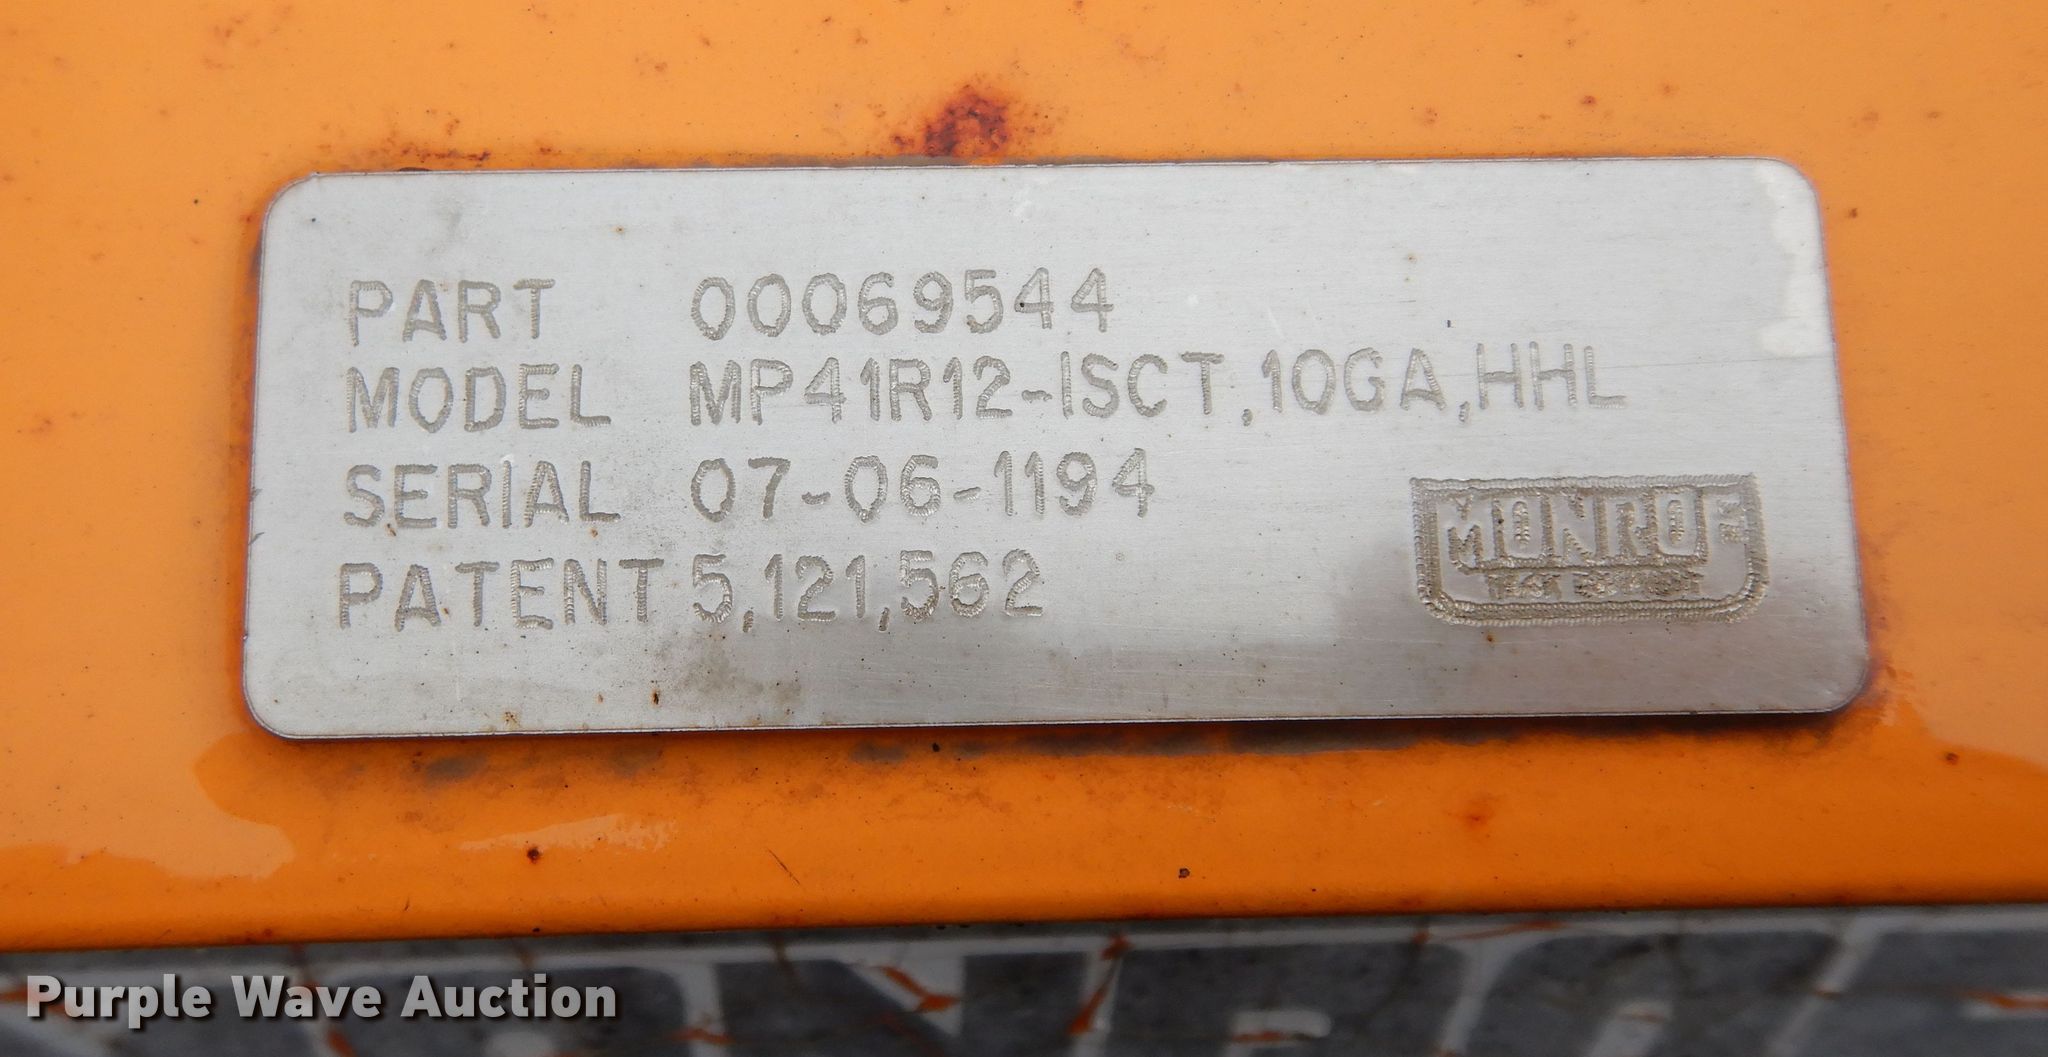 PART 00069544
MODEL MP41R12-ISCT,10GA,HHL
SERIAL 07-06-1194
PATENT 5,121,562
MONROE
Purple Wave Auction